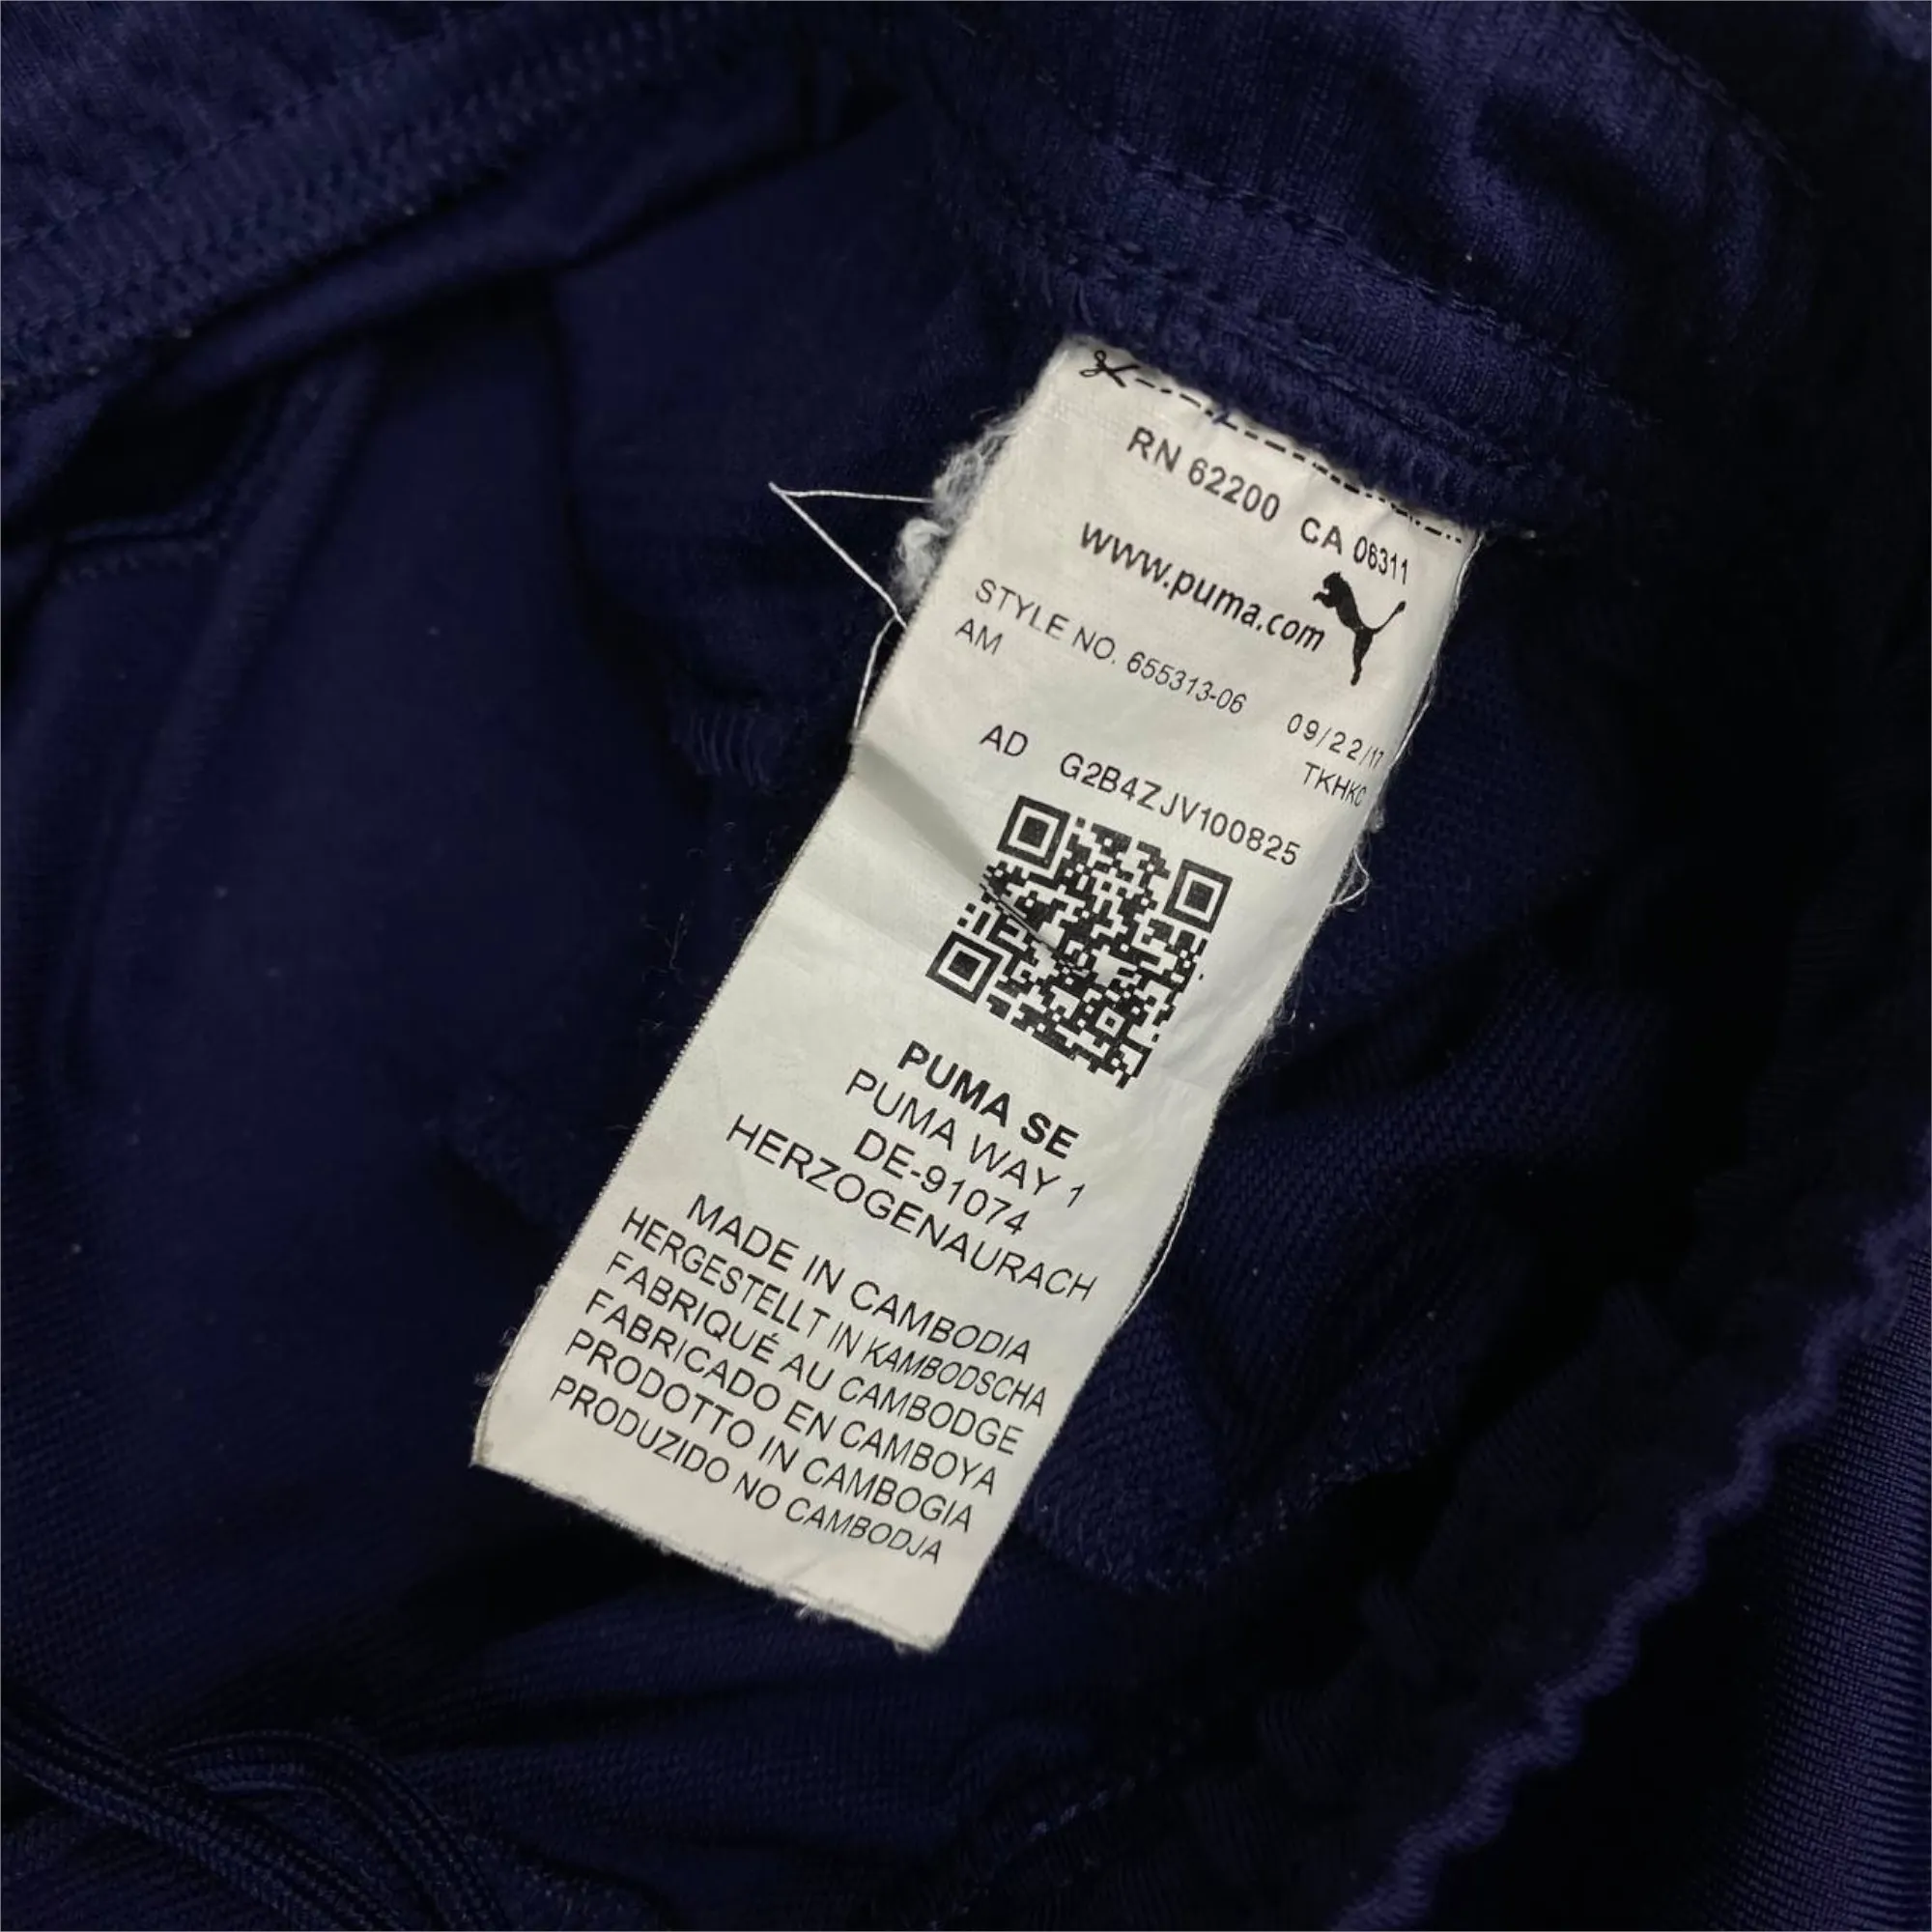 RN 62200 CA 06311
www.puma.com
STYLE NO. 655313-06 09/22/17
AM TKHKC
AD G2B4ZJV100825
PUMA SE
PUMA WAY 1
DE-91074
HERZOGENAURACH
MADE IN CAMBODIA
HERGESTELLT IN KAMBODSCHA
FABRIQUÉ AU CAMBODGE
FABRICADO EN CAMBOYA
PRODOTTO IN CAMBOGIA
PRODUZIDO NO CAMBODJA